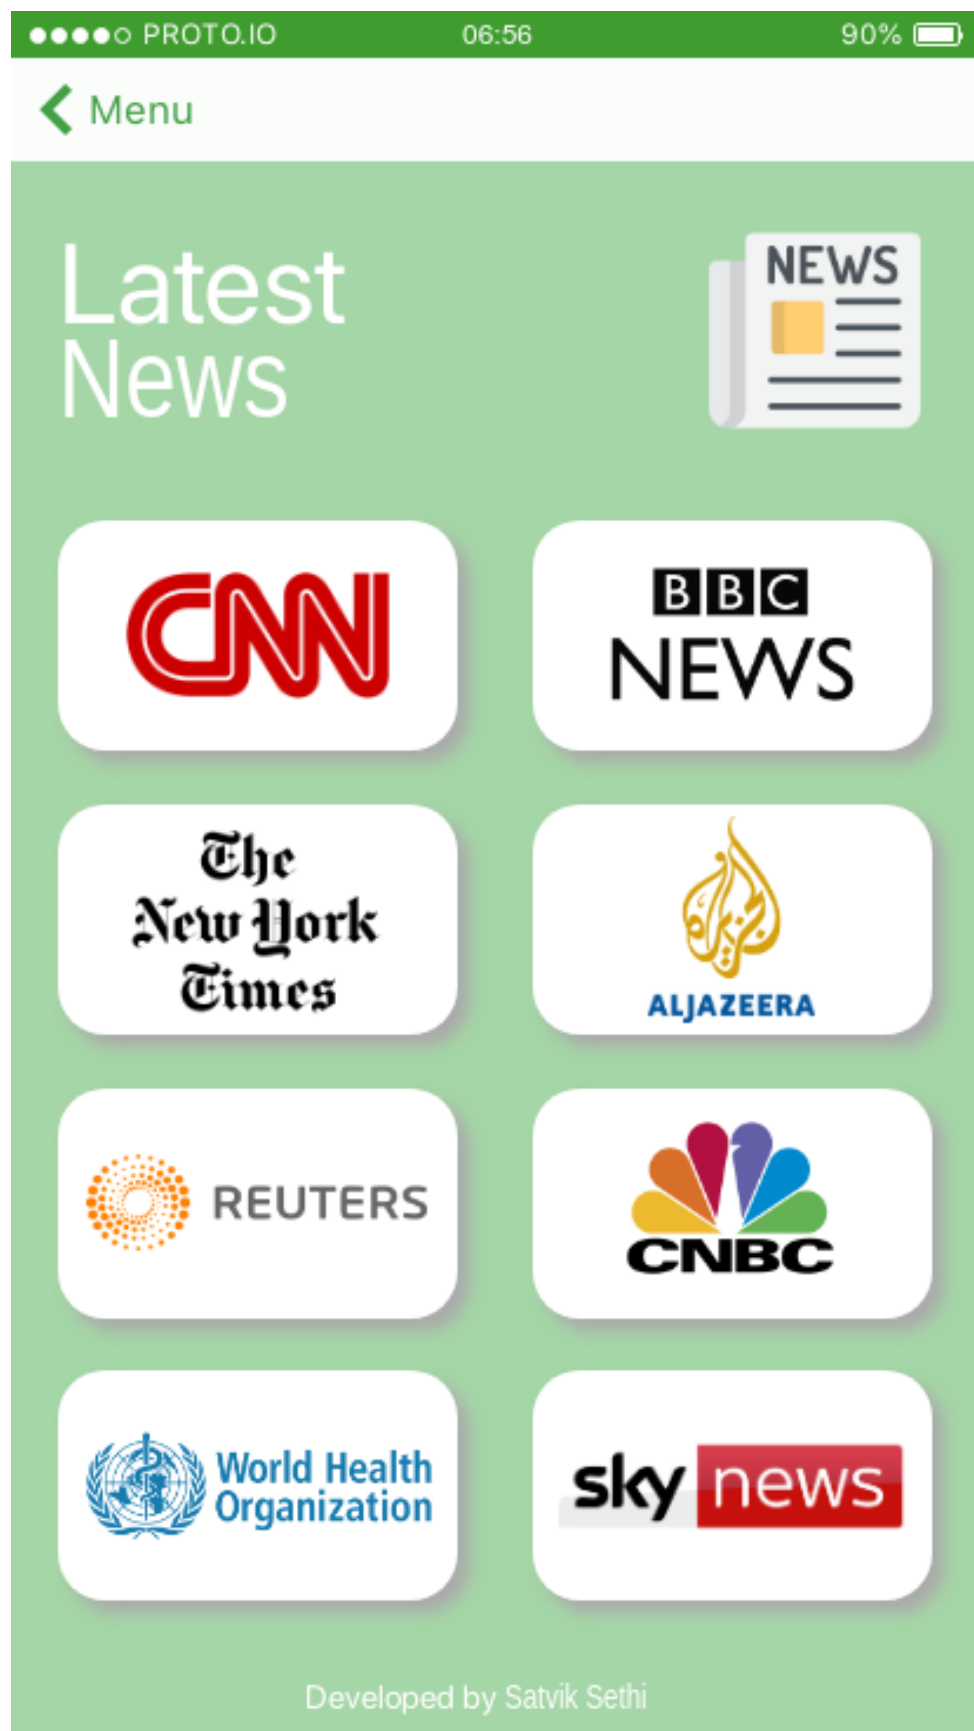 PROTO.IO 06:56 90%
Menu
Latest
News
NEWS
CNN
BBC
NEWS
The
New York
Times
الجزيرة
ALJAZEERA
REUTERS
CNBC
World Health
Organization
sky news
Developed by Satvik Sethi